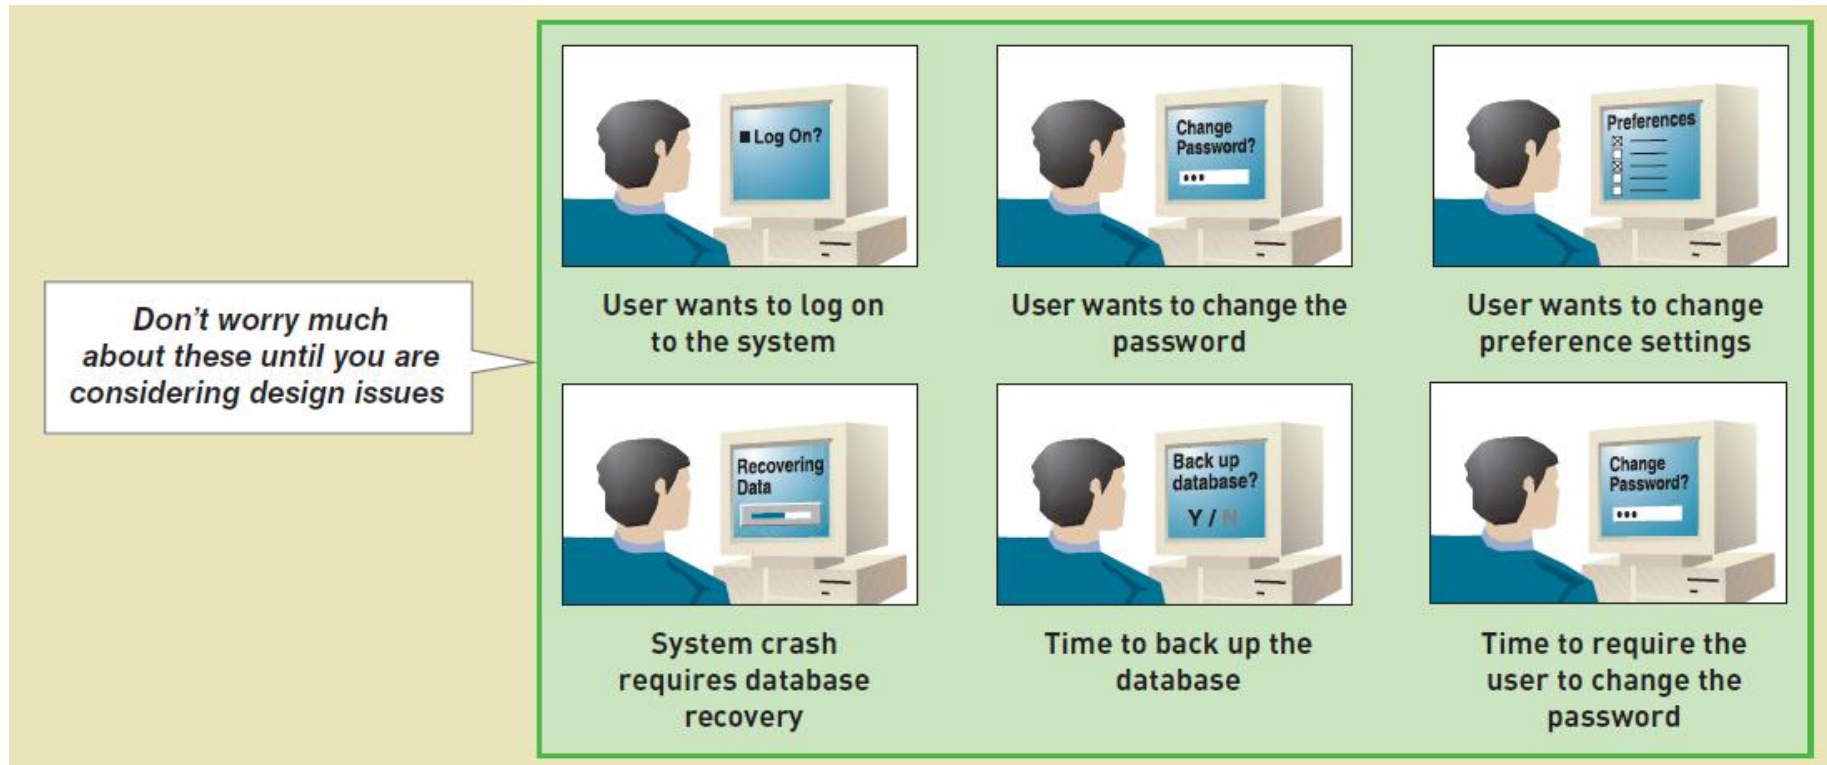 Don't worry much
about these until you are
considering design issues
Log On?
User wants to log on
to the system
Change
Password?
User wants to change the
password
Preferences
User wants to change
preference settings
Recovering
Data
System crash
requires database
recovery
Back up
database?
Y / N
Time to back up the
database
Change
Password?
Time to require the
user to change the
password